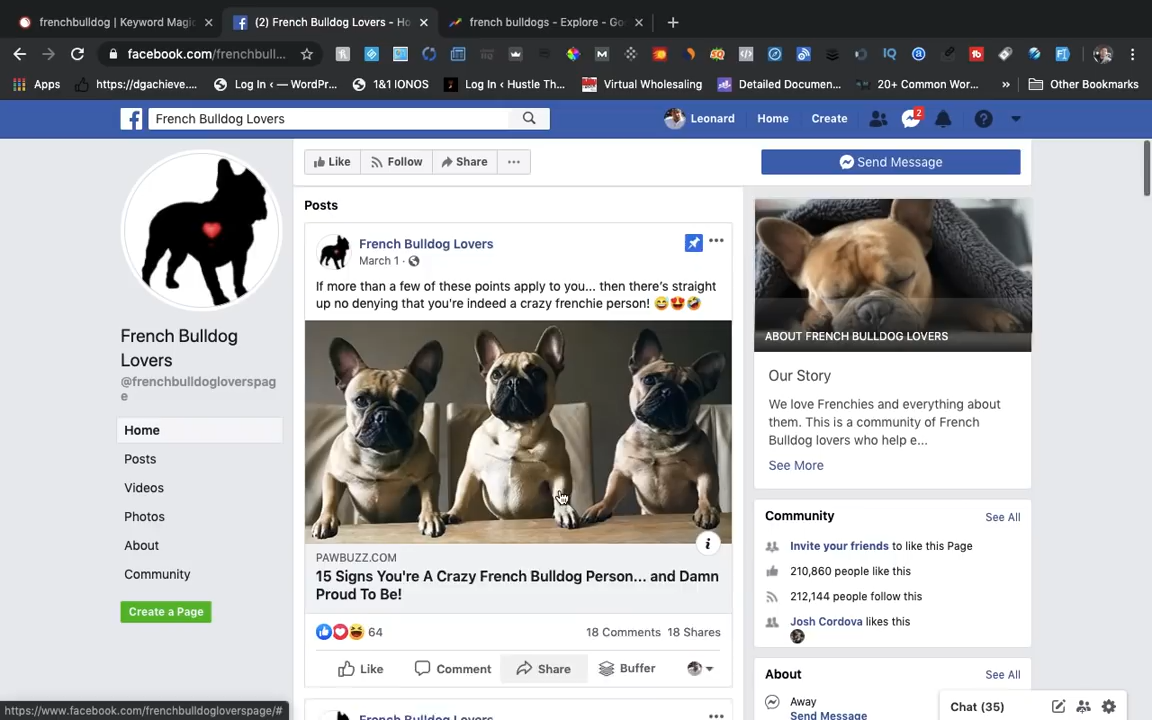 frenchbulldog | Keyword Magic
(2) French Bulldog Lovers - Ho
french bulldogs - Explore - Go
facebook.com/frenchbull...
Apps
https://dgachieve....
Log In ‹ — WordPr...
1&1 IONOS
Log In ‹ Hustle Th...
Virtual Wholesaling
Detailed Documen...
20+ Common Wor...
»
Other Bookmarks
French Bulldog Lovers
Leonard
Home
Create
2
Like
Follow
Share
Send Message
French Bulldog
Lovers
@frenchbulldogloverspag
e
Home
Posts
Videos
Photos
About
Community
Create a Page
Posts
French Bulldog Lovers
March 1 ·
If more than a few of these points apply to you... then there's straight
up no denying that you're indeed a crazy frenchie person! 😅😍🤣
PAWBUZZ.COM
15 Signs You're A Crazy French Bulldog Person... and Damn
Proud To Be!
64
18 Comments 18 Shares
Like
Comment
Share
Buffer
French Bulldog Lovers
ABOUT FRENCH BULLDOG LOVERS
Our Story
We love Frenchies and everything about
them. This is a community of French
Bulldog lovers who help e...
See More
Community
See All
Invite your friends to like this Page
210,860 people like this
212,144 people follow this
Josh Cordova likes this
About
See All
Away
Send Message
Chat (35)
https://www.facebook.com/frenchbulldogloverspage/#